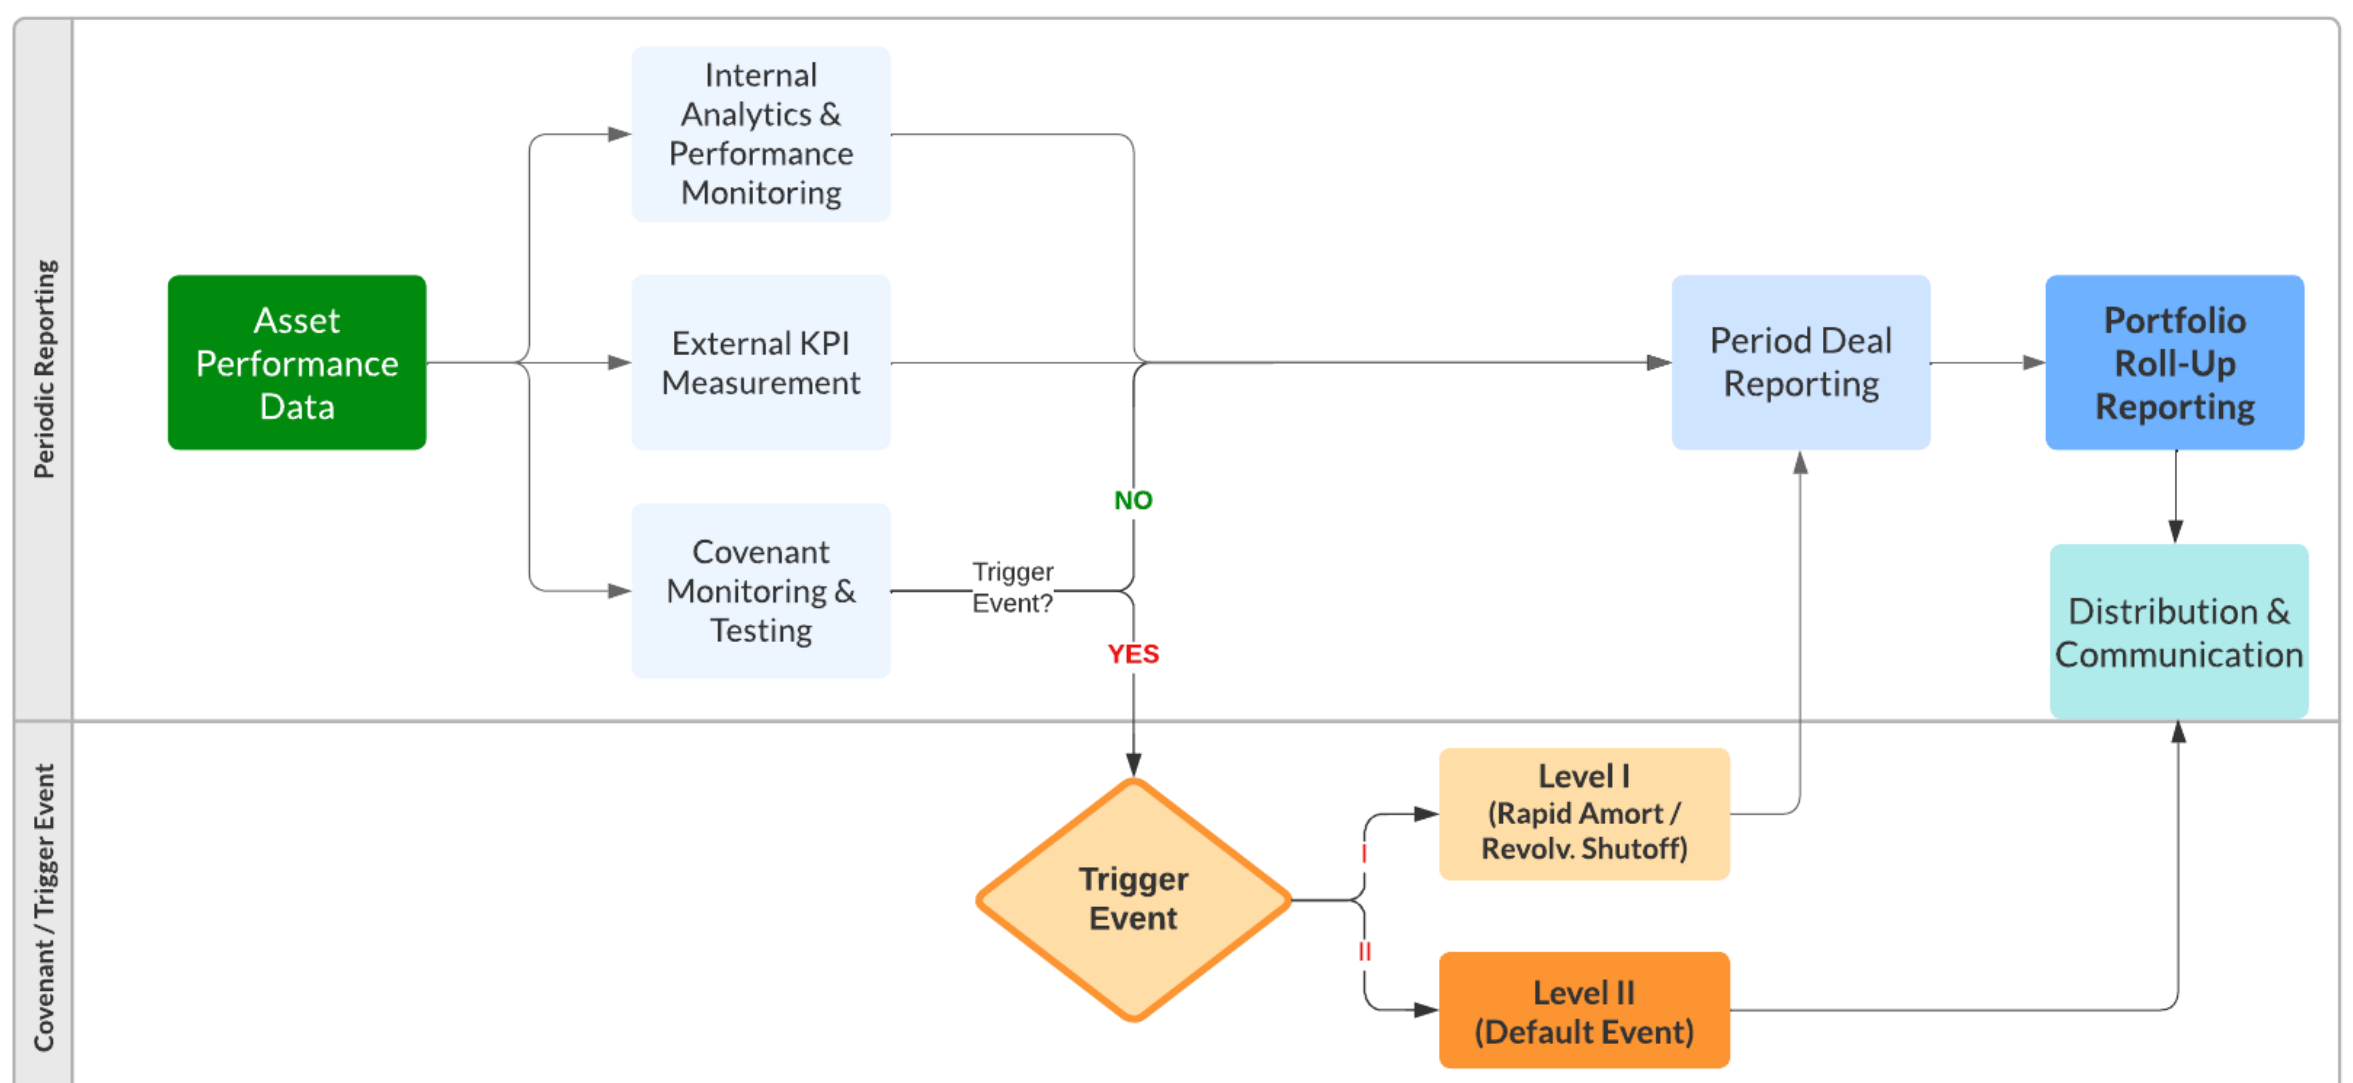 Periodic Reporting
Internal
Analytics &
Performance
Monitoring
Asset
Performance
Data
External KPI
Measurement
Period Deal
Reporting
Portfolio
Roll-Up
Reporting
NO
Covenant
Monitoring &
Testing
Trigger
Event?
YES
Distribution &
Communication
Covenant / Trigger Event
Trigger
Event
I
Level I
(Rapid Amort /
Revolv. Shutoff)
II
Level II
(Default Event)